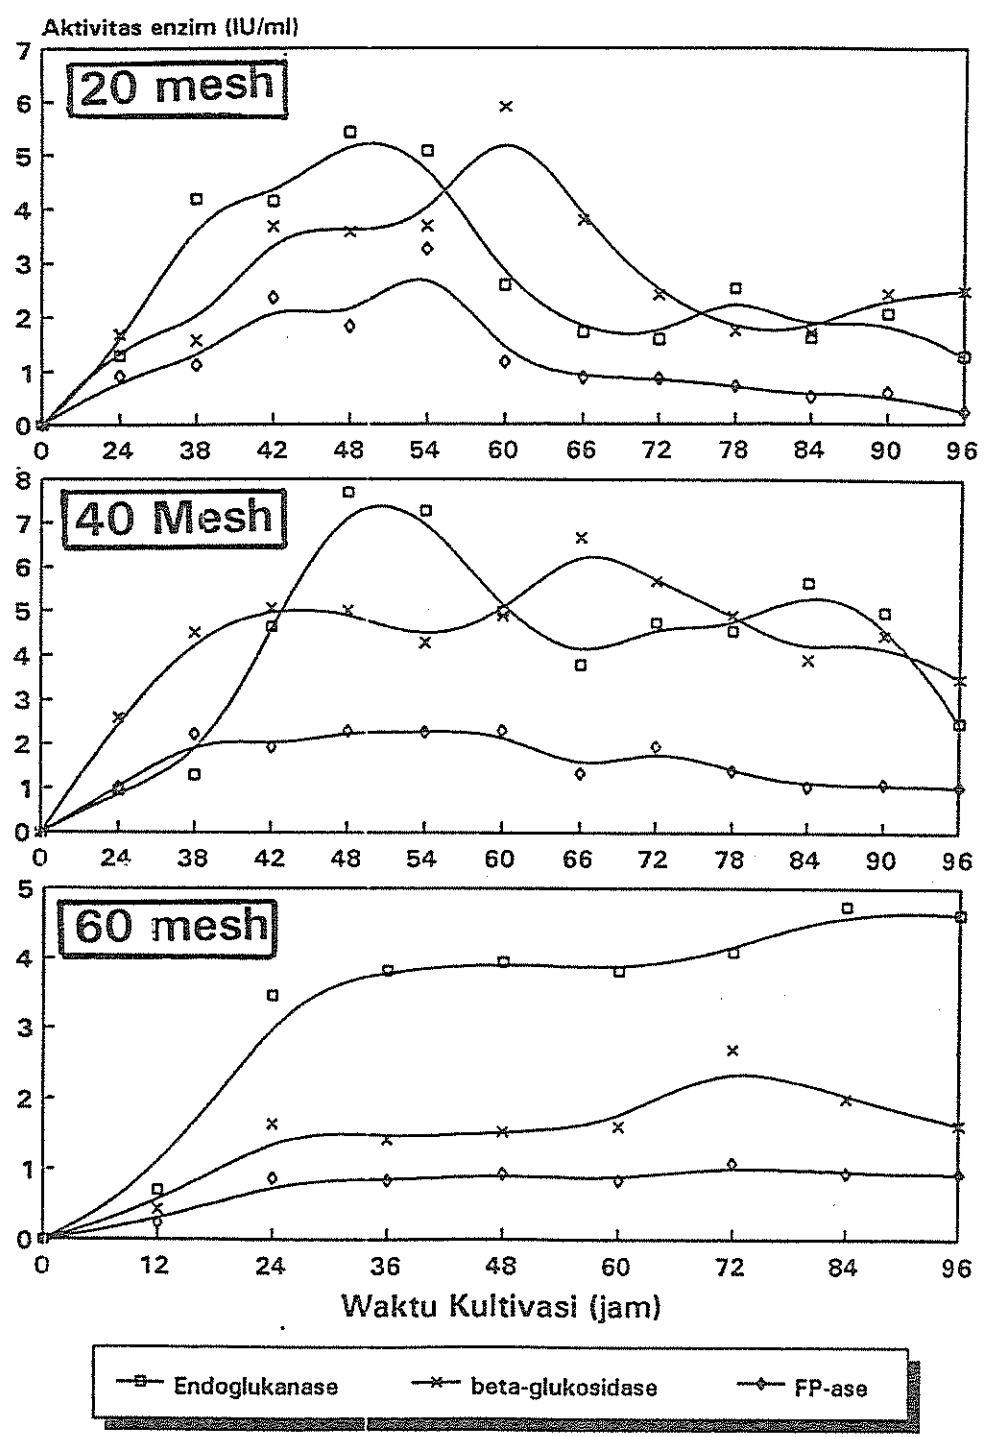 Aktivitas enzim (IU/ml)
7
20 mesh
6
5
4
3
2
1
0
0 24 38 42 48 54 60 66 72 78 84 90 96
8
40 Mesh
7
6
5
4
3
2
1
0
0 24 38 42 48 54 60 66 72 78 84 90 96
5
60 mesh
4
3
2
1
0
0 12 24 36 48 60 72 84 96
Waktu Kultivasi (jam)
Endoglukanase beta-glukosidase FP-ase